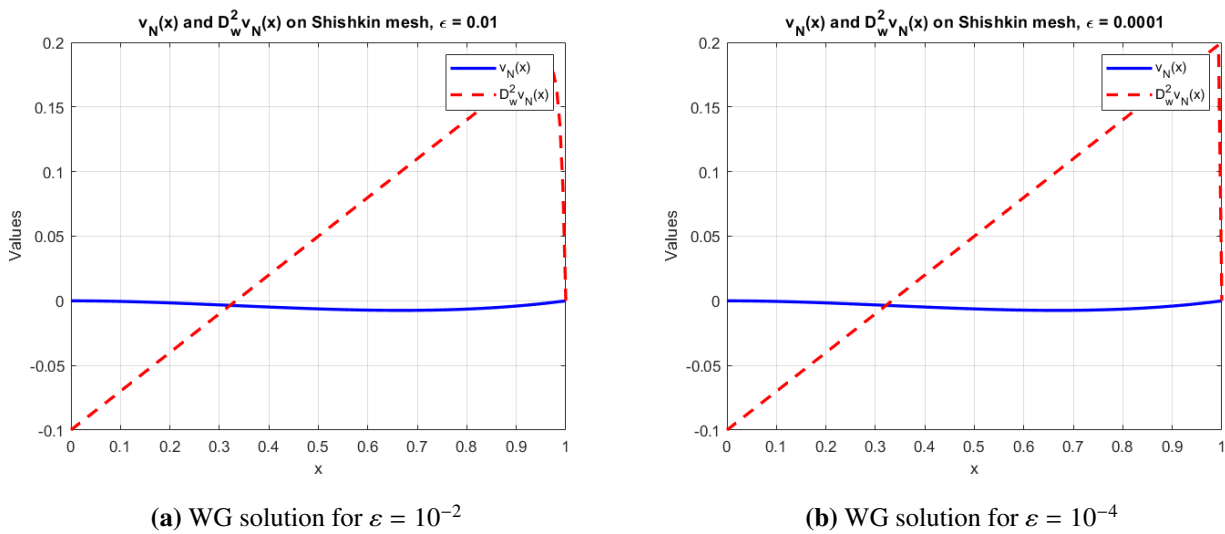 v_N(x) and D_w^2v_N(x) on Shishkin mesh, ϵ = 0.01
0.2
0.15
0.1
0.05
0
-0.05
-0.1
Values
v_N(x)
D_w^2v_N(x)
0 0.1 0.2 0.3 0.4 0.5 0.6 0.7 0.8 0.9 1
x
(a) WG solution for ε = 10^{-2}
v_N(x) and D_w^2v_N(x) on Shishkin mesh, ϵ = 0.0001
0.2
0.15
0.1
0.05
0
-0.05
-0.1
Values
v_N(x)
D_w^2v_N(x)
0 0.1 0.2 0.3 0.4 0.5 0.6 0.7 0.8 0.9 1
x
(b) WG solution for ε = 10^{-4}